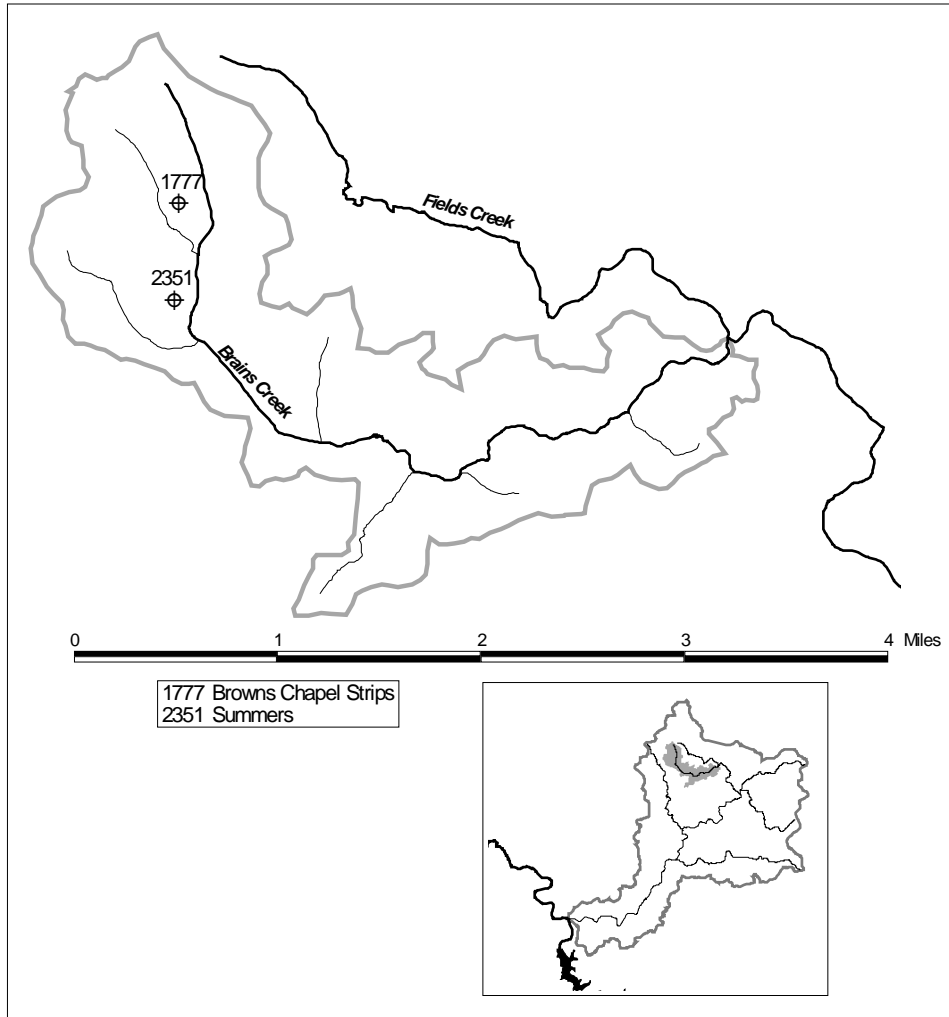 1777
Fields Creek
2351
Brains Creek
0 1 2 3 4 Miles
1777 Browns Chapel Strips
2351 Summers